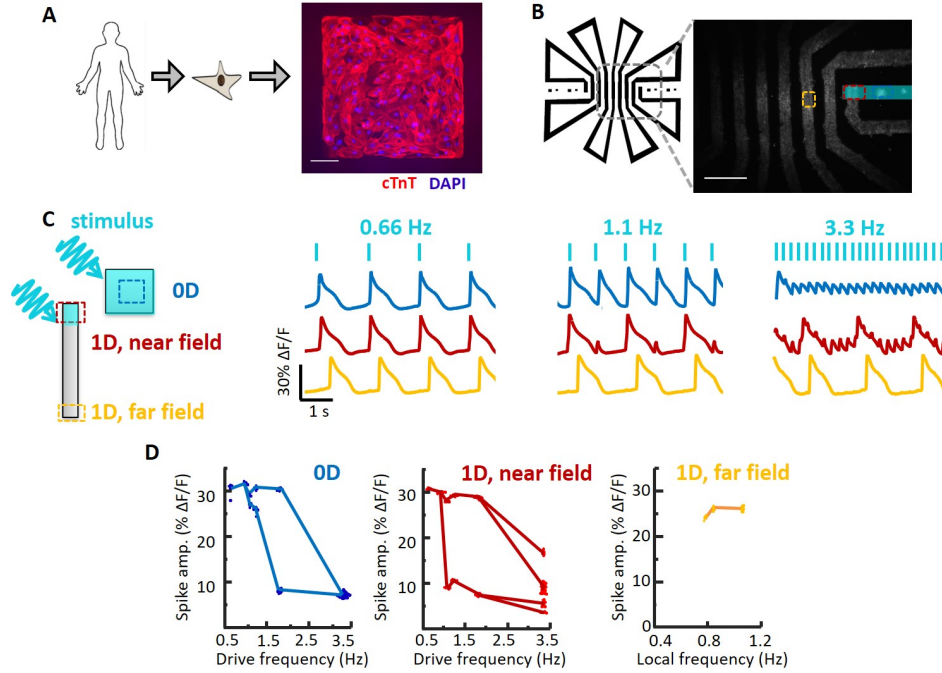 A
B
cTnT DAPI
C
stimulus
0D
1D, near field
1D, far field
0.66 Hz
1.1 Hz
3.3 Hz
30% ΔF/F
1 s
D
0D
1D, near field
1D, far field
Spike amp. (% ΔF/F)
30
20
10
0.5 1.5 2.5 3.5
Drive frequency (Hz)
Spike amp. (% ΔF/F)
30
20
10
0.5 1.5 2.5 3.5
Drive frequency (Hz)
Spike amp. (% ΔF/F)
30
20
10
0
0.4 0.8 1.2
Local frequency (Hz)